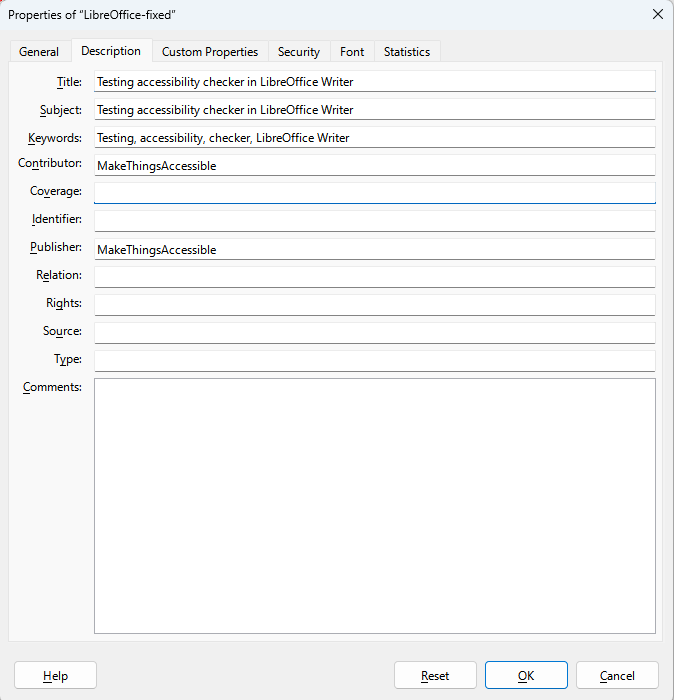 Properties of “LibreOffice-fixed”
General Description Custom Properties Security Font Statistics
Title: Testing accessibility checker in LibreOffice Writer
Subject: Testing accessibility checker in LibreOffice Writer
Keywords: Testing, accessibility, checker, LibreOffice Writer
Contributor: MakeThingsAccessible
Coverage:
Identifier:
Publisher: MakeThingsAccessible
Relation:
Rights:
Source:
Type:
Comments:
Help Reset OK Cancel